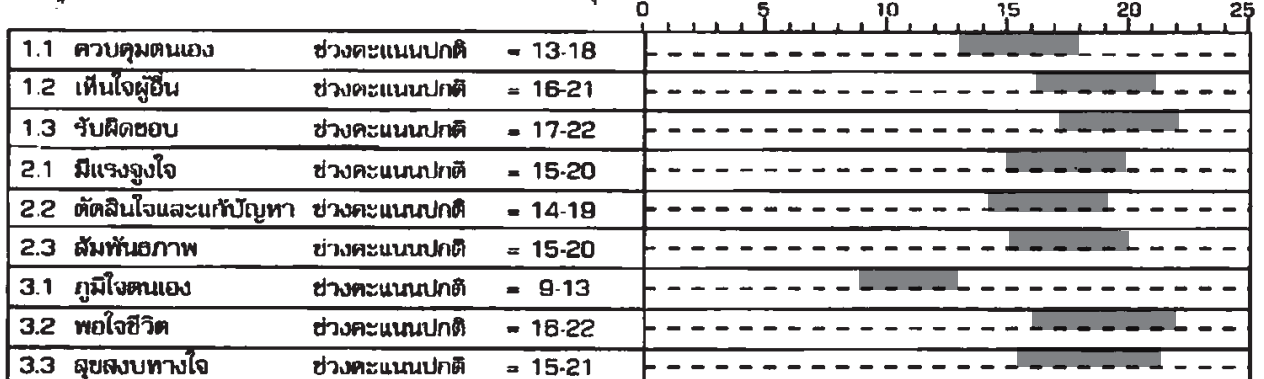 0 5 10 15 20 25
1.1 ควบคุมตนเอง ช่วงคะแนนปกติ = 13-18
1.2 เห็นใจผู้อื่น ช่วงคะแนนปกติ = 16-21
1.3 รับผิดชอบ ช่วงคะแนนปกติ = 17-22
2.1 มีแรงจูงใจ ช่วงคะแนนปกติ = 15-20
2.2 ตัดสินใจและแก้ปัญหา ช่วงคะแนนปกติ = 14-19
2.3 สัมพันธภาพ ช่วงคะแนนปกติ = 15-20
3.1 ภูมิใจตนเอง ช่วงคะแนนปกติ = 9-13
3.2 พอใจชีวิต ช่วงคะแนนปกติ = 16-22
3.3 สุขสงบทางใจ ช่วงคะแนนปกติ = 15-21